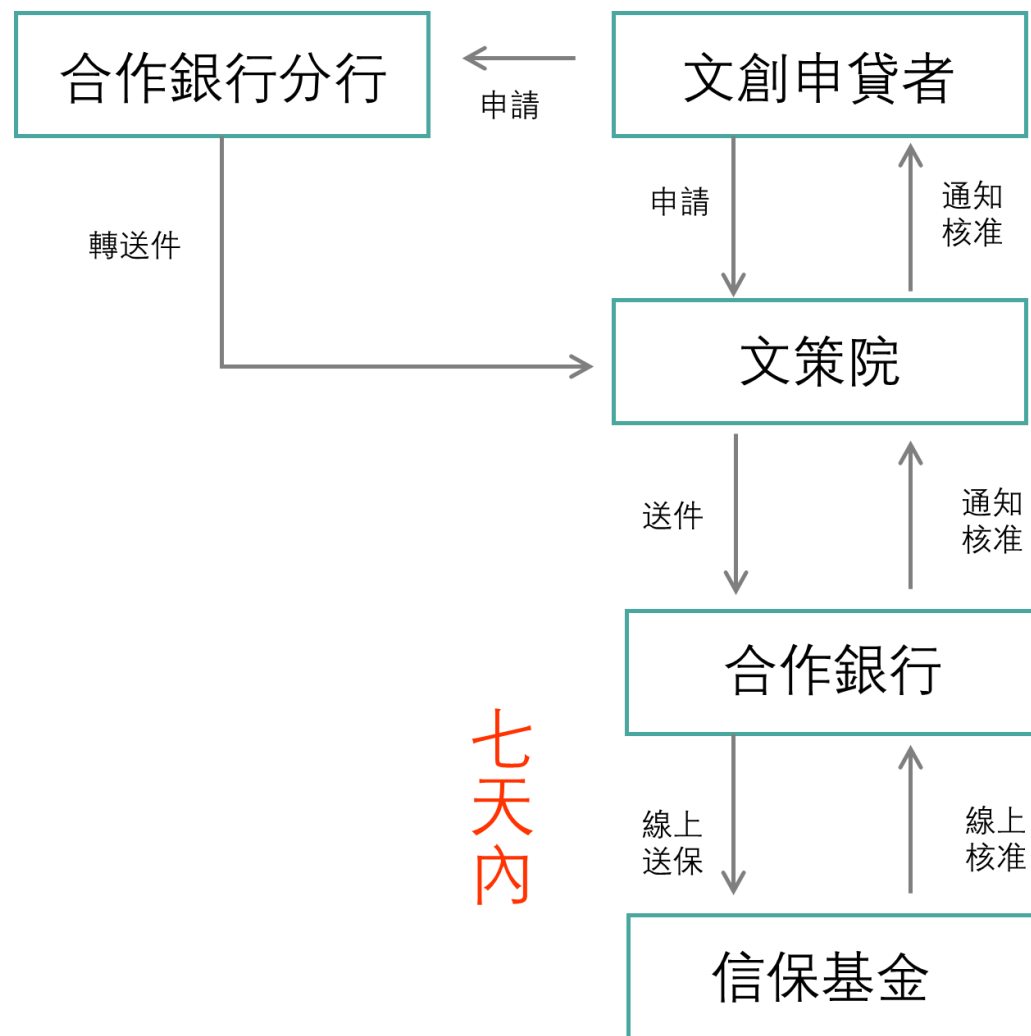 合作銀行分行
申請
文創申貸者
轉送件
申請
通知
核准
文策院
送件
通知
核准
合作銀行
七
天
內
線上
送保
線上
核准
信保基金